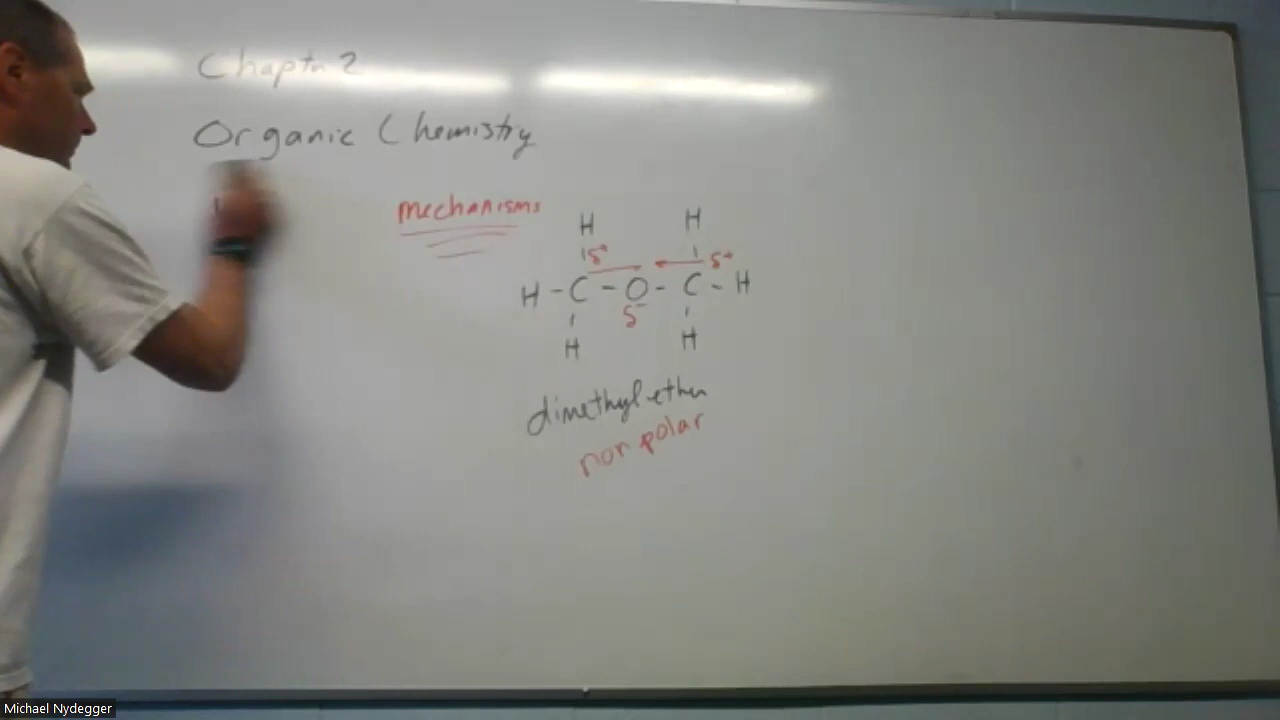 Chapter 2
Organic Chemistry
mechanisms
H H
δ+ δ+
H - C - O - C - H
δ-
H H
dimethyl ether
non polar
Michael Nydegger